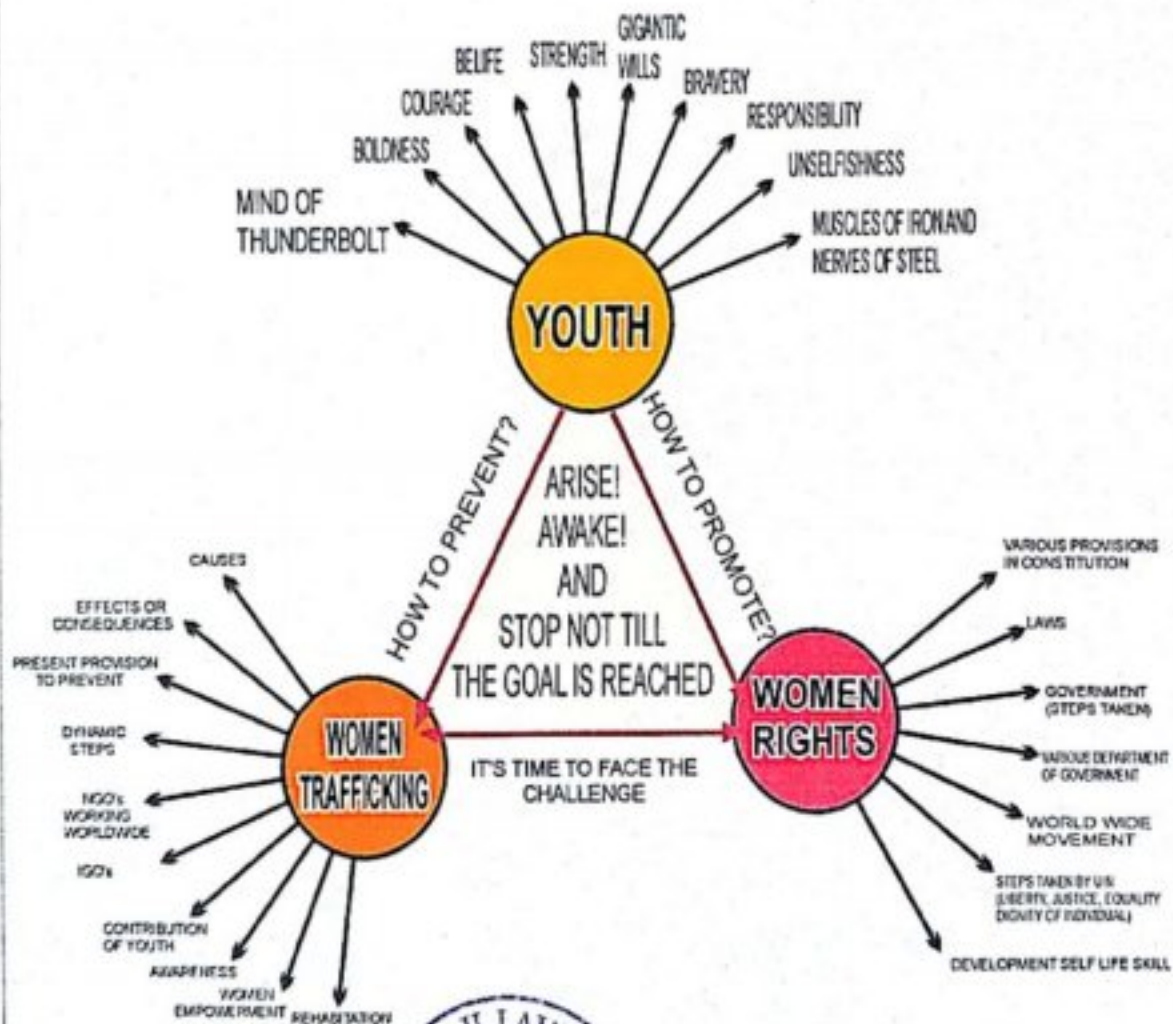 GIGANTIC
WILLS
STRENGTH
BELIFE
BRAVERY
COURAGE
RESPONSIBILITY
BOLDNESS
UNSELFISHNESS
MIND OF
THUNDERBOLT
MUSCLES OF IRON AND
NERVES OF STEEL
YOUTH
HOW TO PREVENT?
HOW TO PROMOTE?
ARISE!
AWAKE!
AND
STOP NOT TILL
THE GOAL IS REACHED
IT'S TIME TO FACE THE
CHALLENGE
WOMEN
TRAFFICKING
CAUSES
EFFECTS OR
CONSEQUENCES
PRESENT PROVISION
TO PREVENT
DYNAMIC
STEPS
NGO's
WORKING
WORLDWIDE
IGO's
CONTRIBUTION
OF YOUTH
AWARENESS
WOMEN
EMPOWERMENT
REHABITATION
WOMEN
RIGHTS
VARIOUS PROVISIONS
IN CONSTITUTION
LAWS
GOVERNMENT
(STEPS TAKEN)
VARIOUS DEPARTMENT
OF GOVERNMENT
WORLD WIDE
MOVEMENT
STEPS TAKEN BY UN
(LIBERTY, JUSTICE, EQUALITY
DIGNITY OF INDIVIDUAL)
DEVELOPMENT SELF LIFE SKILL